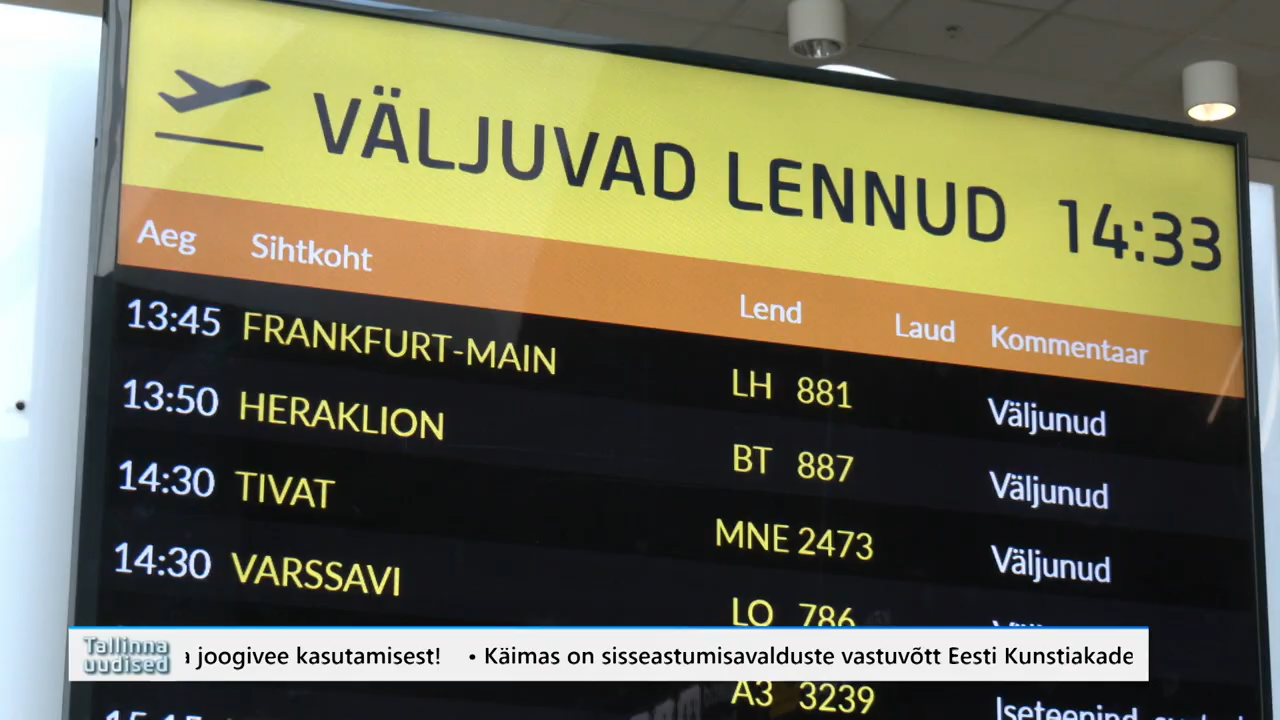 VÄLJUVAD LENNUD 14:33
Aeg Sihtkoht Lend Laud Kommentaar
13:45 FRANKFURT-MAIN LH 881 Väljunud
13:50 HERAKLION BT 887 Väljunud
14:30 TIVAT MNE 2473 Väljunud
14:30 VARSSAVI LO 786
A3 3239
Tallinna uudised
joogivee kasutamisest! • Käimas on sisseastumisavalduste vastuvõtt Eesti Kunstiakade